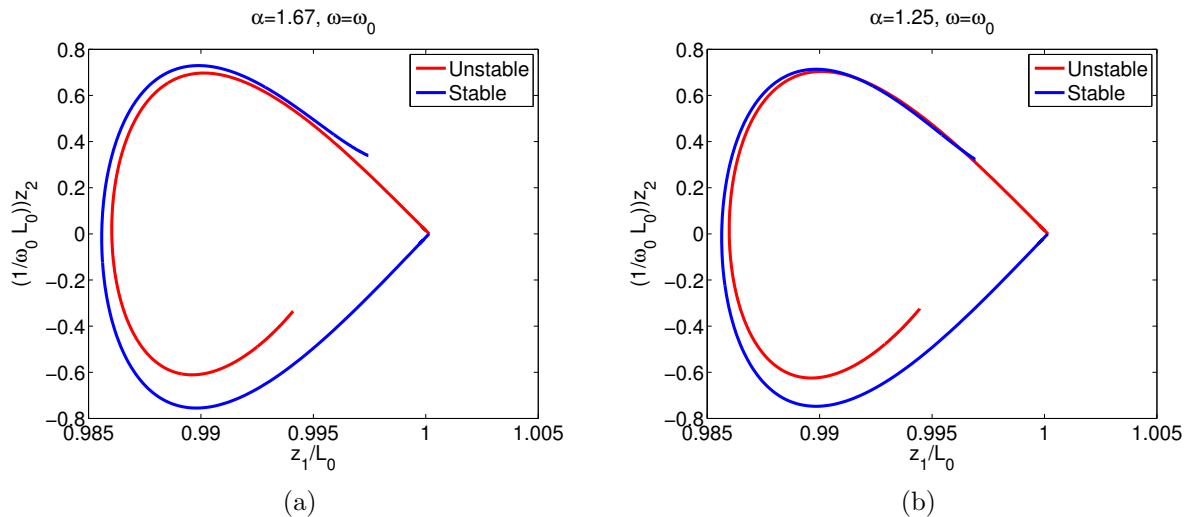 α=1.67, ω=ω₀
0.8
0.6
0.4
0.2
0
−0.2
−0.4
−0.6
−0.8
(1/ω₀ L₀))z₂
Unstable
Stable
0.985 0.99 0.995 1 1.005
z₁/L₀
(a)
α=1.25, ω=ω₀
0.8
0.6
0.4
0.2
0
−0.2
−0.4
−0.6
−0.8
(1/ω₀ L₀))z₂
Unstable
Stable
0.985 0.99 0.995 1 1.005
z₁/L₀
(b)